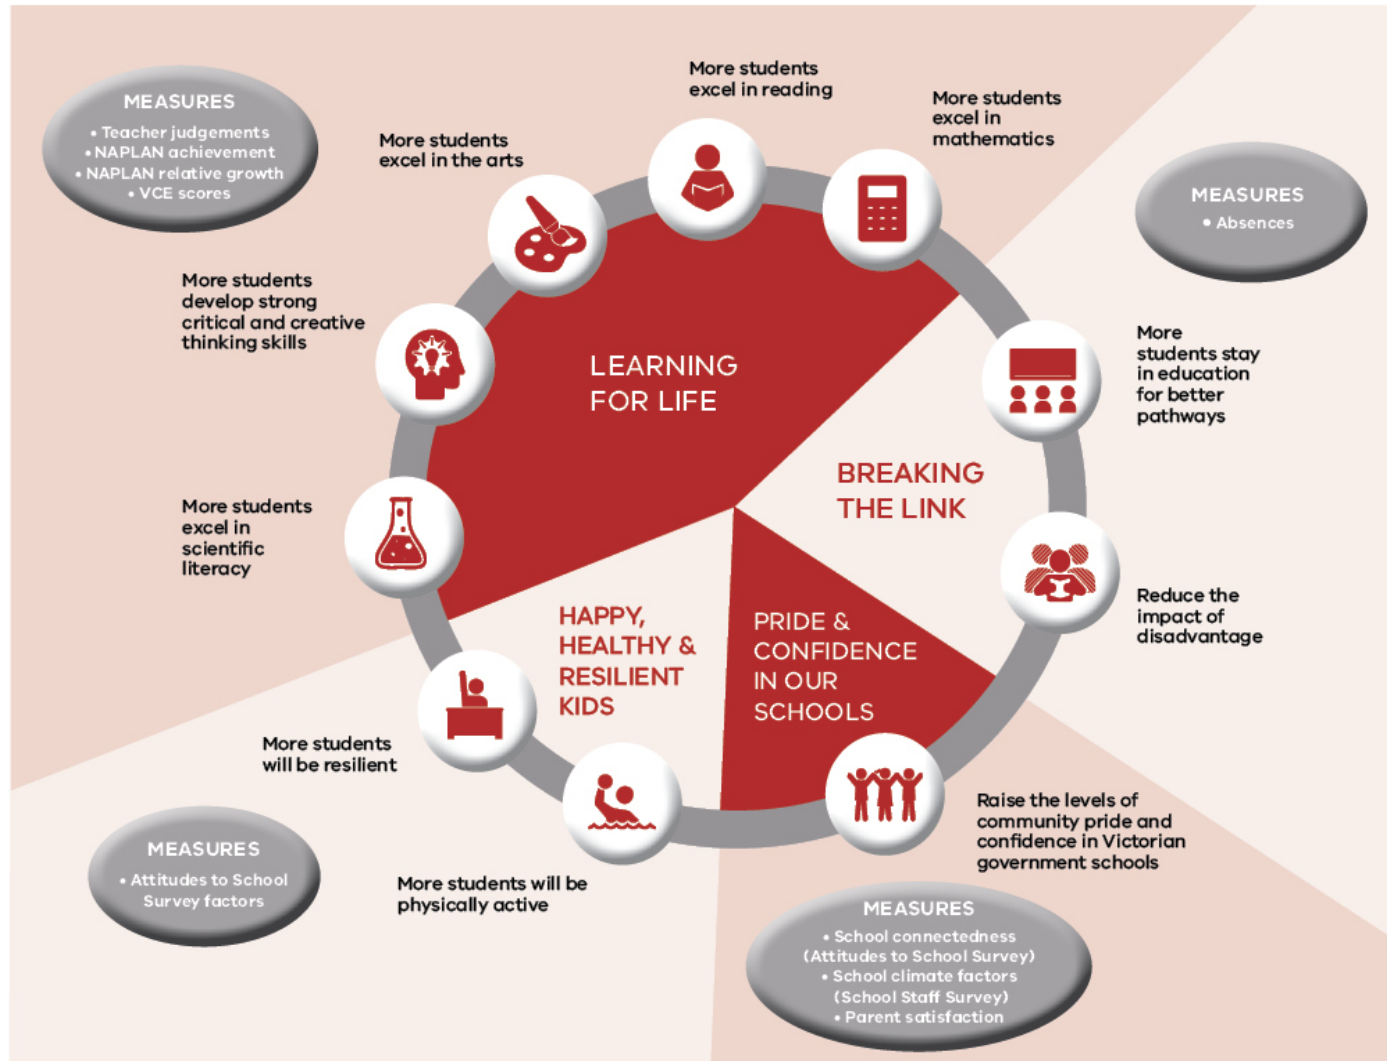 More students
excel in reading
More students
excel in
mathematics
MEASURES
• Teacher judgements
• NAPLAN achievement
• NAPLAN relative growth
• VCE scores
More students
excel in the arts
MEASURES
• Absences
More students
develop strong
critical and creative
thinking skills
LEARNING
FOR LIFE
More
students stay
in education
for better
pathways
BREAKING
THE LINK
More students
excel in
scientific
literacy
HAPPY,
HEALTHY &
RESILIENT
KIDS
PRIDE &
CONFIDENCE
IN OUR
SCHOOLS
Reduce the
impact of
disadvantage
More students
will be resilient
Raise the levels of
community pride and
confidence in Victorian
government schools
MEASURES
• Attitudes to School
Survey factors
More students will be
physically active
MEASURES
• School connectedness
(Attitudes to School Survey)
• School climate factors
(School Staff Survey)
• Parent satisfaction